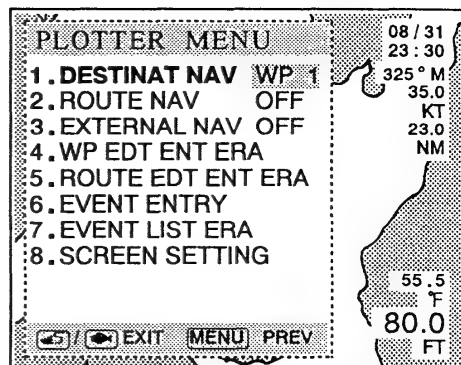 PLOTTER MENU
1.DESTINAT NAV WP 1
2.ROUTE NAV OFF
3.EXTERNAL NAV OFF
4.WP EDT ENT ERA
5.ROUTE EDT ENT ERA
6.EVENT ENTRY
7.EVENT LIST ERA
8.SCREEN SETTING
/ EXIT MENU PREV
08/31
23:30
325°M
35.0
KT
23.0
NM
55.5
°F
80.0
FT